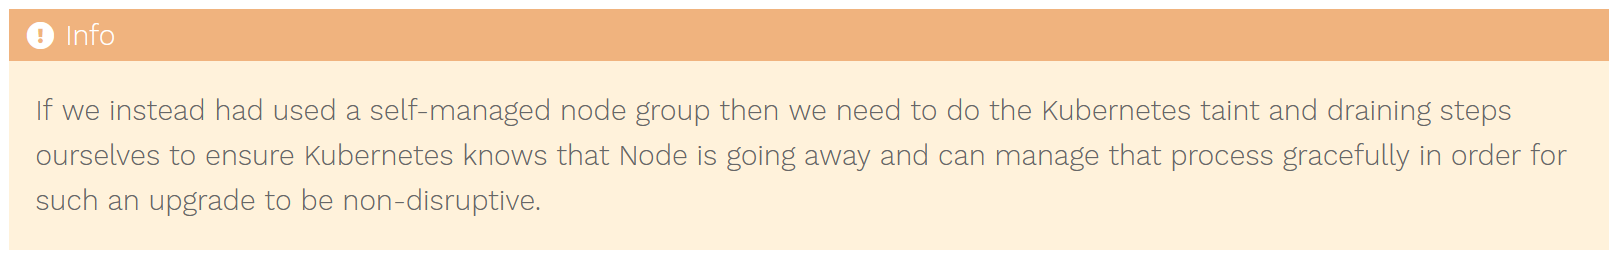 Info
If we instead had used a self-managed node group then we need to do the Kubernetes taint and draining steps
ourselves to ensure Kubernetes knows that Node is going away and can manage that process gracefully in order for
such an upgrade to be non-disruptive.